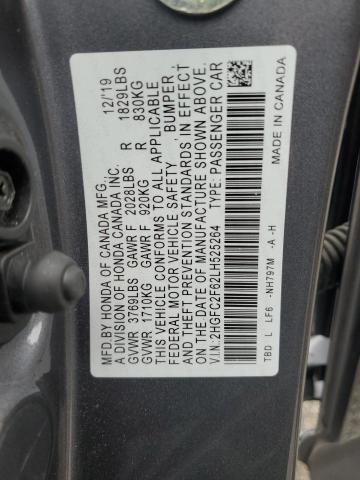 MFD.BY HONDA OF CANADA MFG. 12/'19
A DIVISION OF HONDA CANADA INC.
GVWR 3769LBS GAWR F 2028LBS R 1829LBS
GVWR 1710KG GAWR F 920KG R 830KG
THIS VEHICLE CONFORMS TO ALL APPLICABLE
FEDERAL MOTOR VEHICLE SAFETY, BUMPER,
AND THEFT PREVENTION STANDARDS IN EFFECT
ON THE DATE OF MANUFACTURE SHOWN ABOVE.
V.I.N:2HGFC2F62LH525264 TYPE: PASSENGER CAR
TBD L LF6 -NH797M -A -H MADE IN CANADA